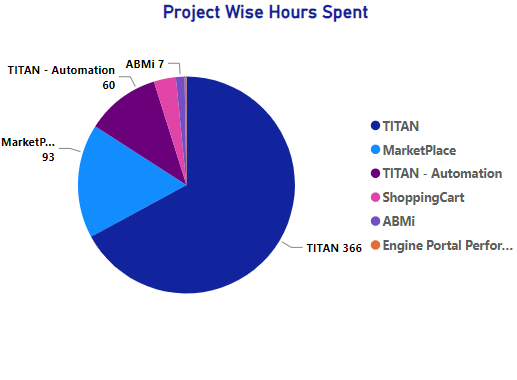 Project Wise Hours Spent
ABMi 7
TITAN - Automation
60
MarketP...
93
TITAN 366
TITAN
MarketPlace
TITAN - Automation
ShoppingCart
ABMi
Engine Portal Perfor...